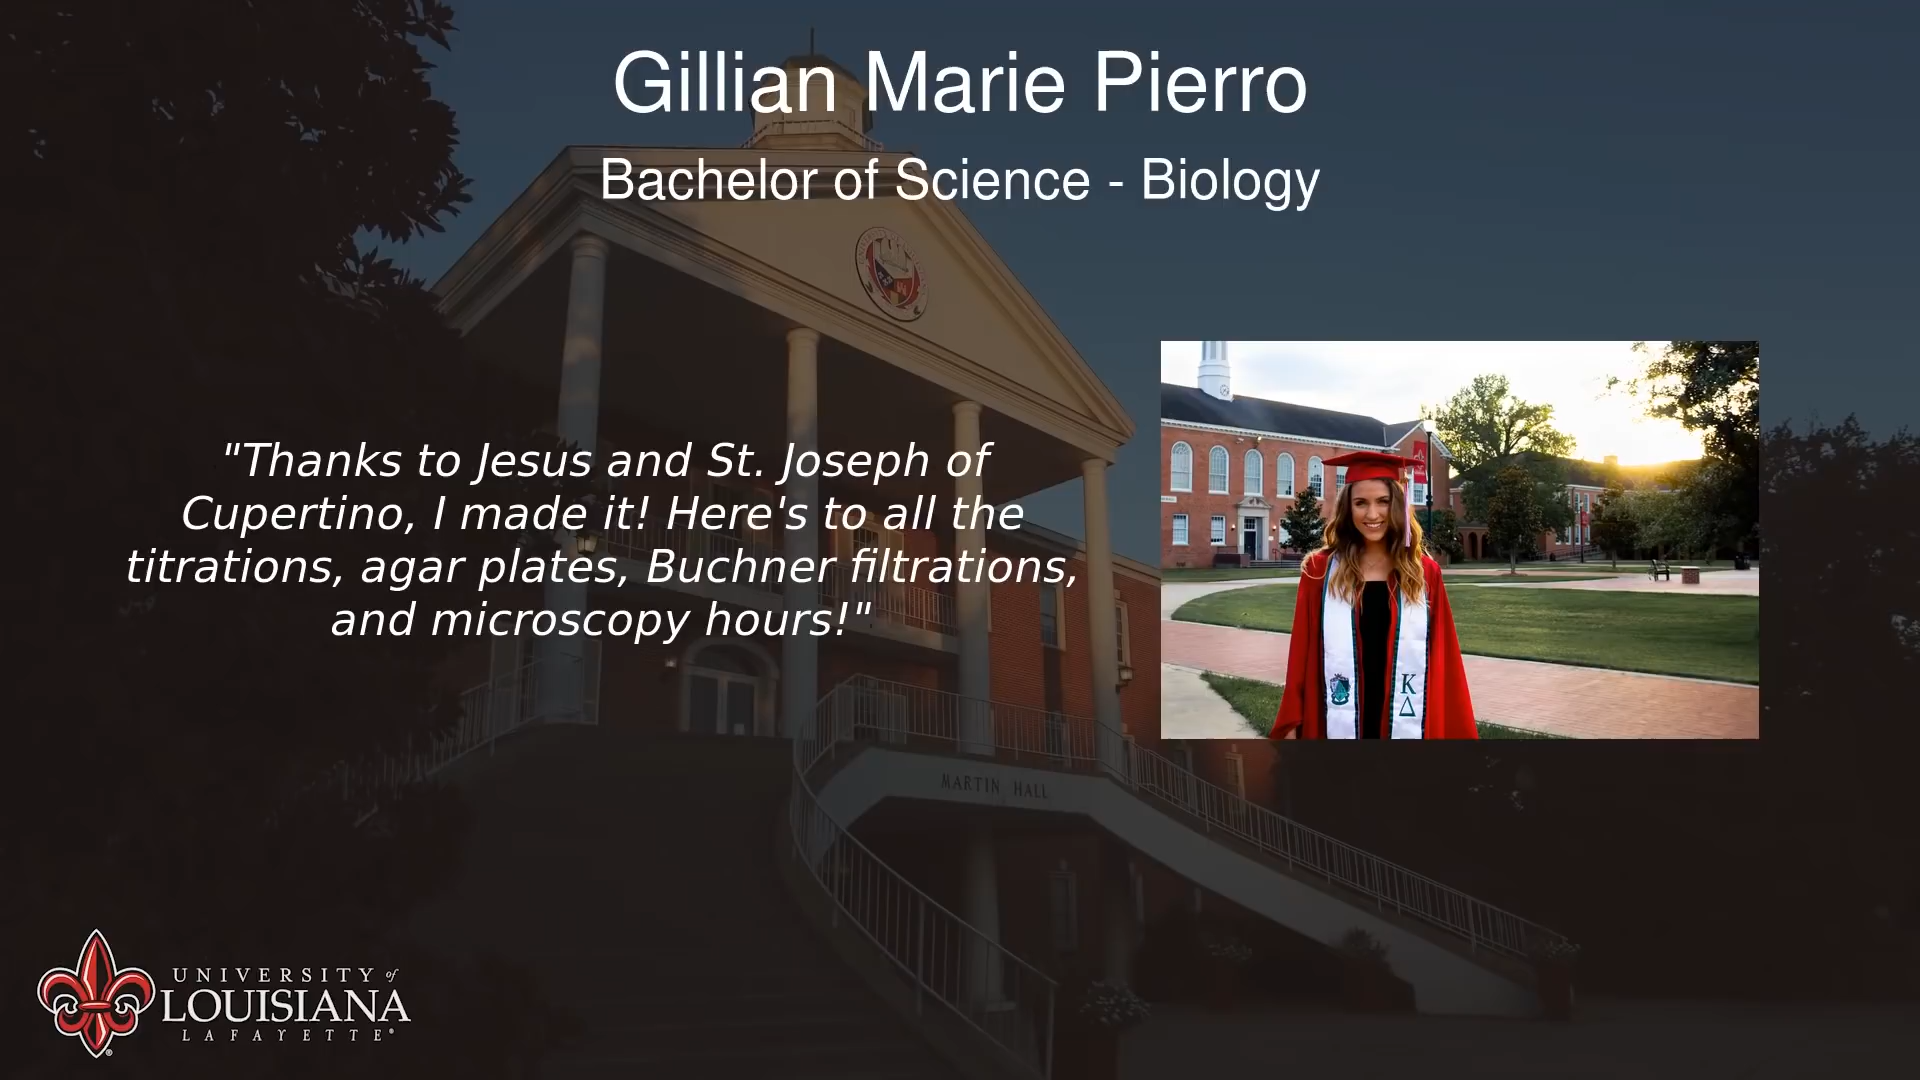 Gillian Marie Pierro
Bachelor of Science - Biology
"Thanks to Jesus and St. Joseph of
Cupertino, I made it! Here's to all the
titrations, agar plates, Buchner filtrations,
and microscopy hours!"
Κ
Δ
MARTIN HALL
UNIVERSITY of
LOUISIANA
LAFAYETTE®